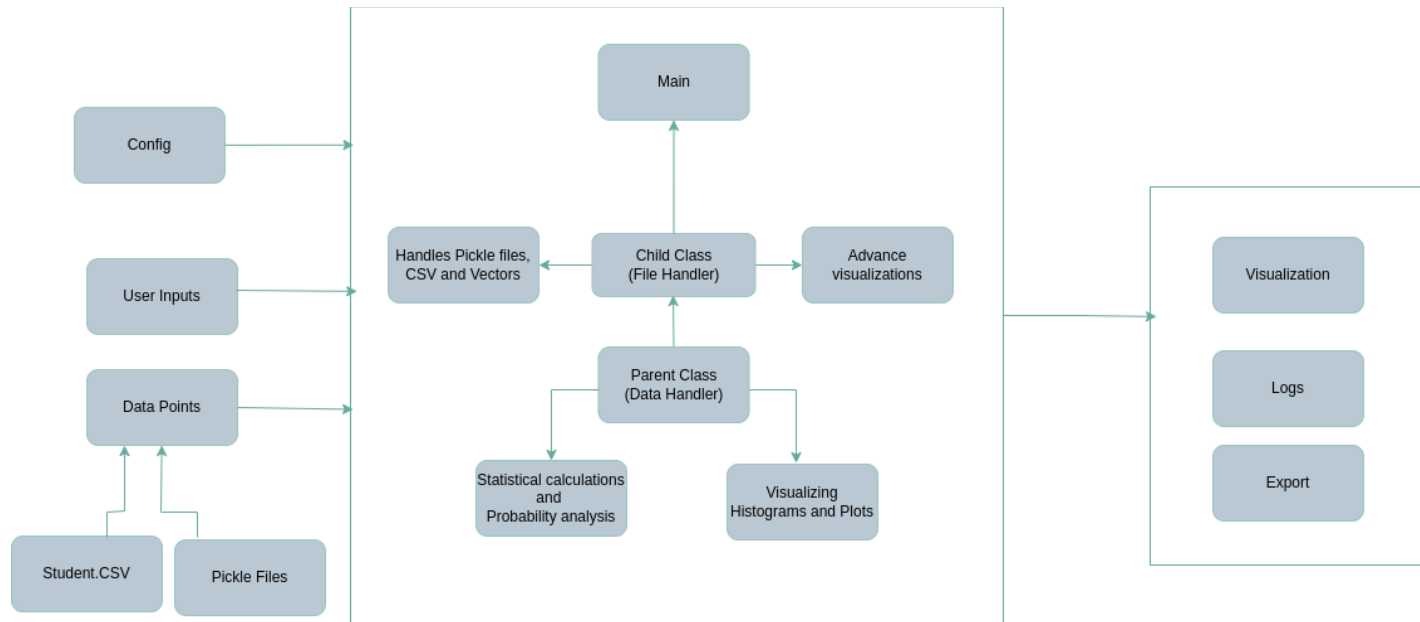 Main
Config
Handles Pickle files,
CSV and Vectors
Child Class
(File Handler)
Advance
visualizations
User Inputs
Visualization
Data Points
Parent Class
(Data Handler)
Logs
Statistical calculations
and
Probability analysis
Visualizing
Histograms and Plots
Export
Student.CSV
Pickle Files